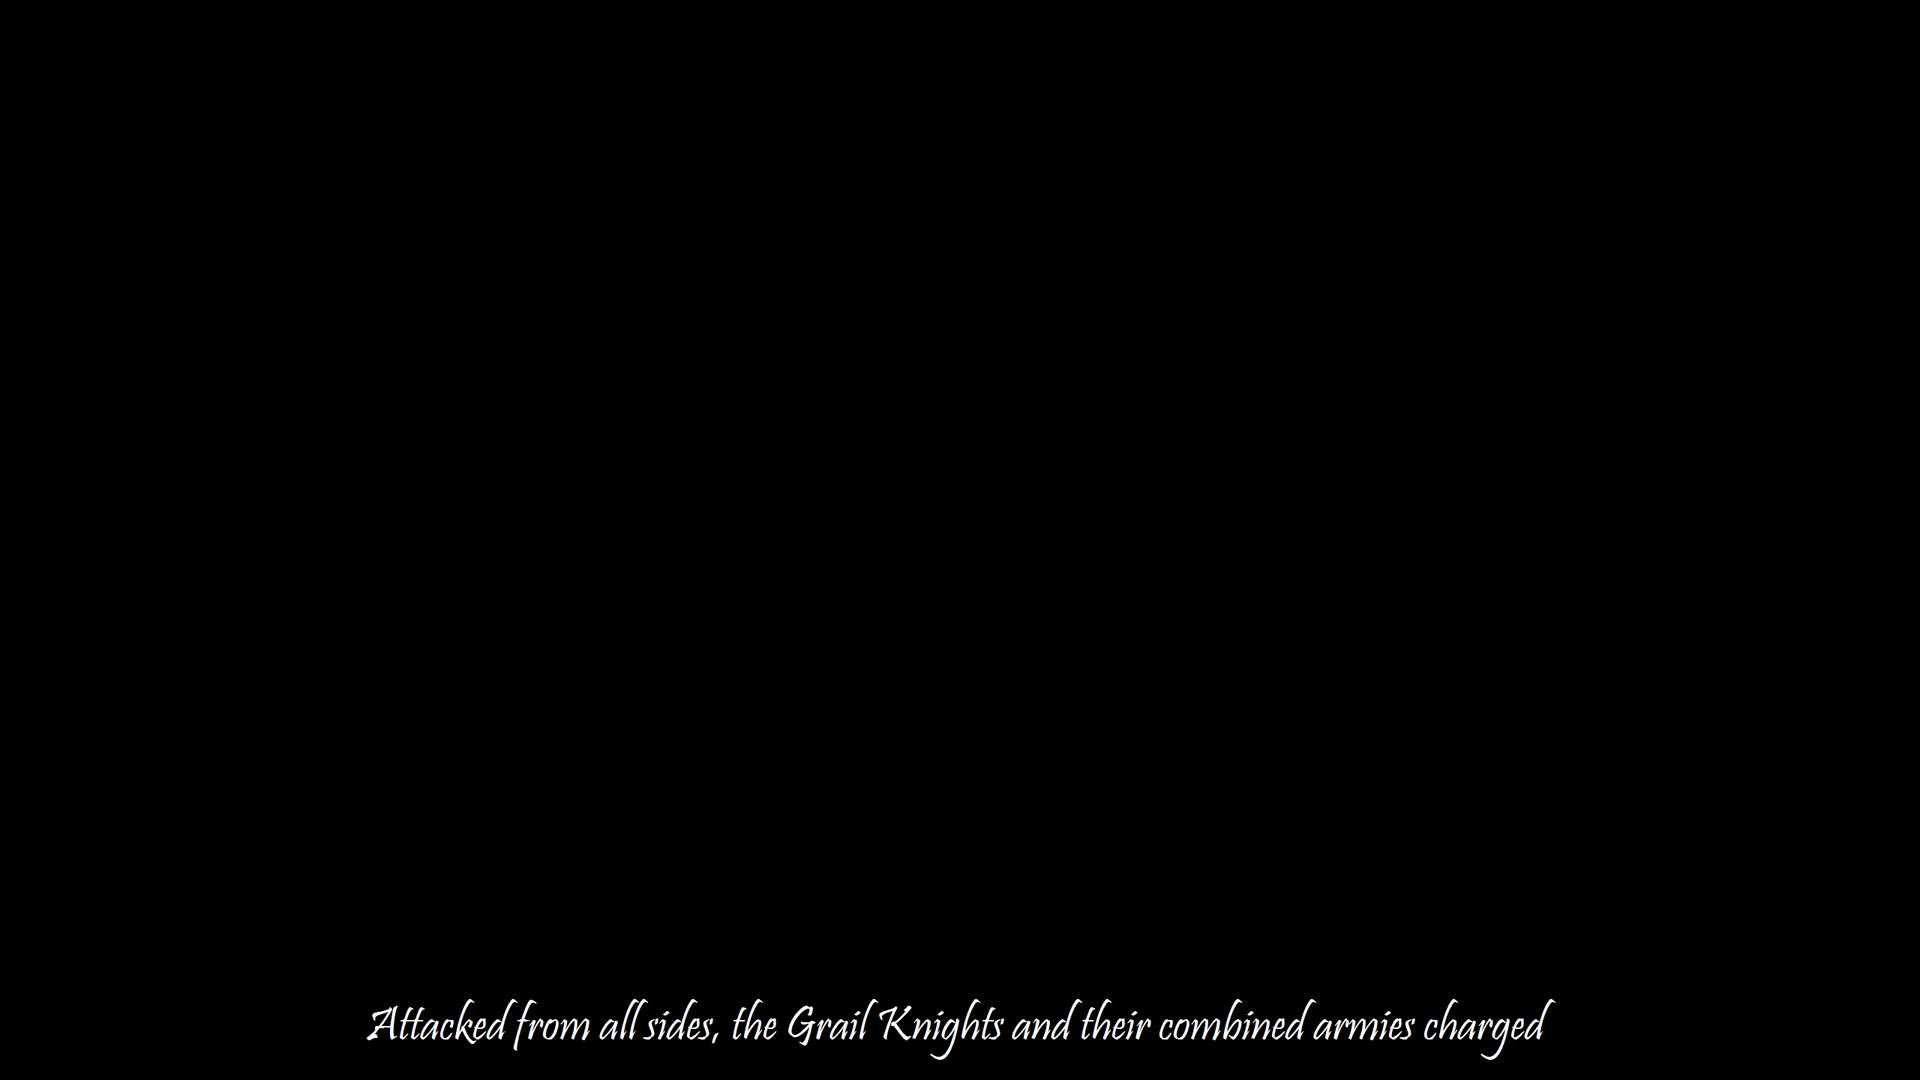 Attacked from all sides, the Grail Knights and their combined armies charged